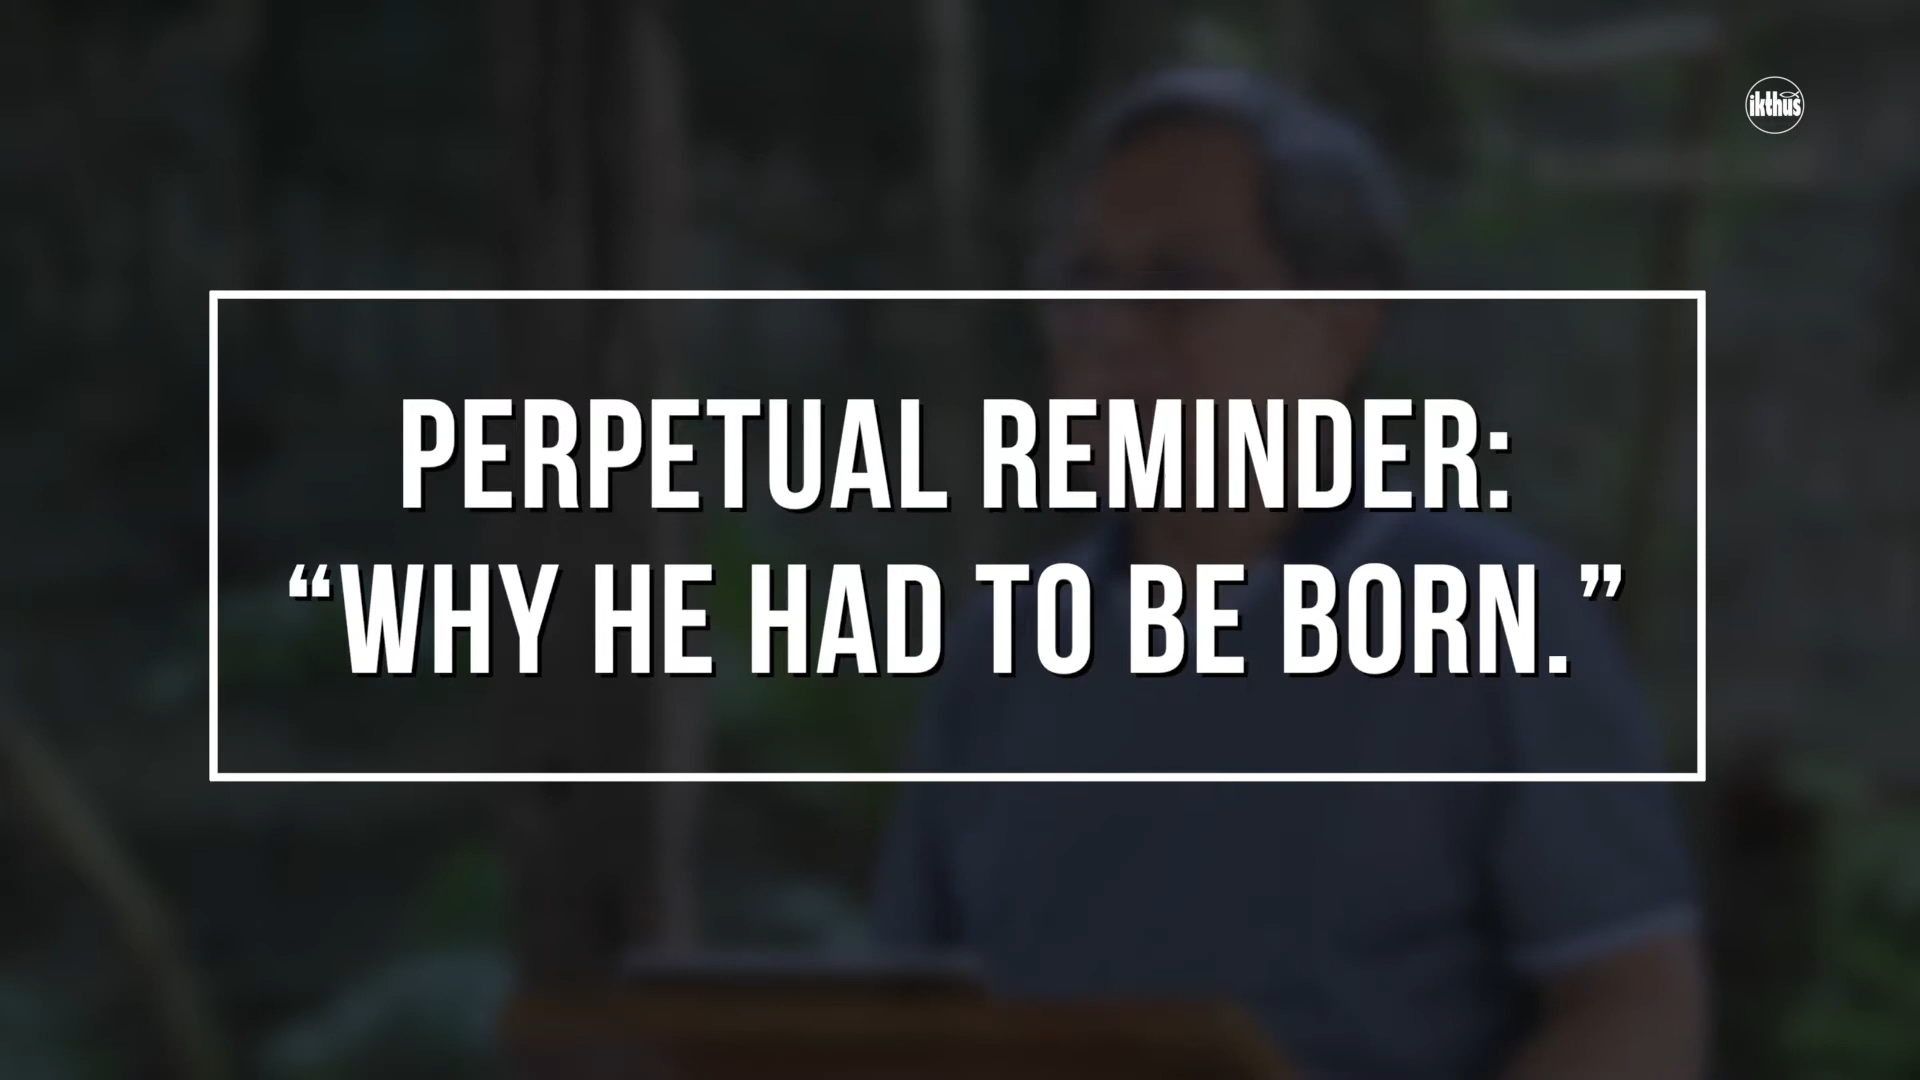 ikthus
PERPETUAL REMINDER:
“WHY HE HAD TO BE BORN.”